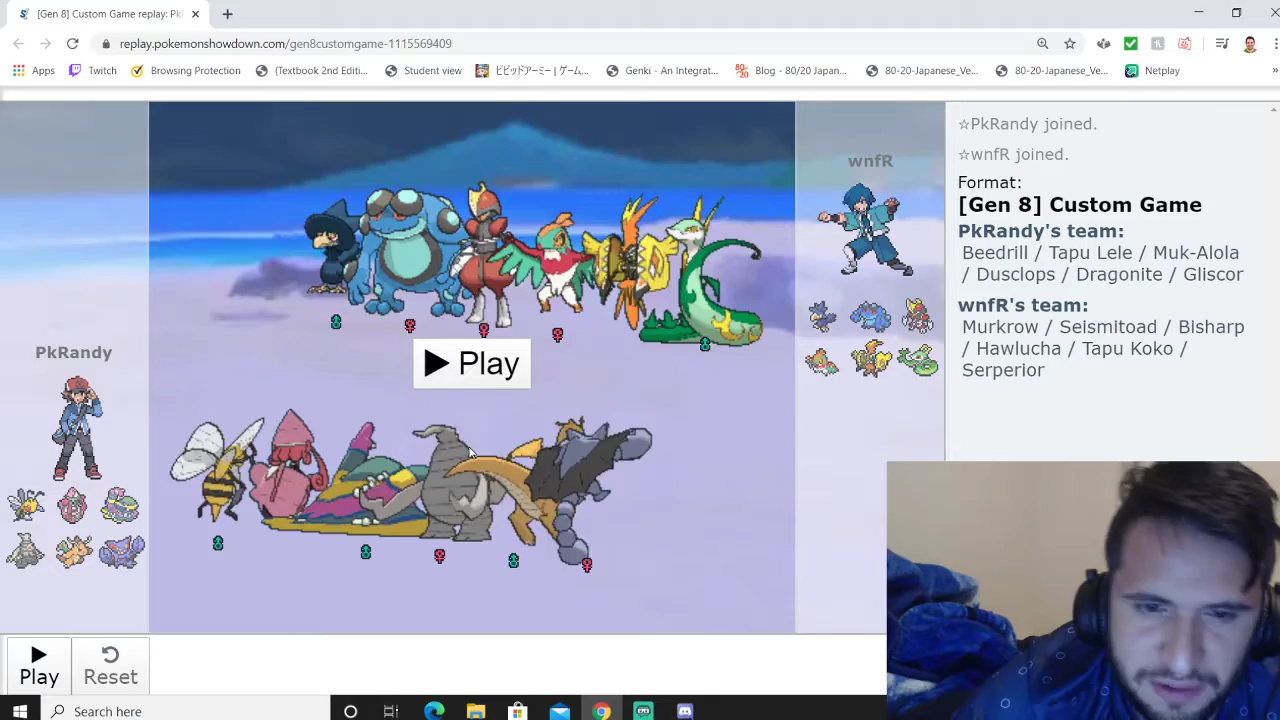 [Gen 8] Custom Game replay: Pk
replay.pokemonshowdown.com/gen8customgame-1115569409
Apps
Twitch
Browsing Protection
(Textbook 2nd Editi...
Student view
ビビッドアーミー | ゲーム...
Genki - An Integrat...
Blog - 80/20 Japan...
80-20-Japanese_Ve...
80-20-Japanese_Ve...
Netplay
»
PkRandy
wnfR
Play
☆PkRandy joined.
☆wnfR joined.
Format:
[Gen 8] Custom Game
PkRandy's team:
Beedrill / Tapu Lele / Muk-Alola
/ Dusclops / Dragonite / Gliscor
wnfR's team:
Murkrow / Seismitoad / Bisharp
/ Hawlucha / Tapu Koko /
Serperior
Play
Reset
Search here